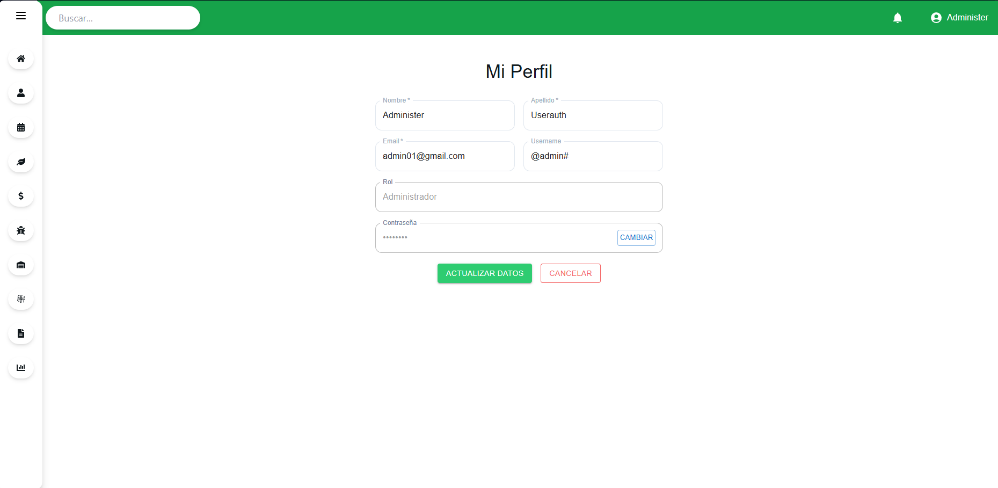 Buscar...
Administer
Mi Perfil
Nombre *
Apellido *
Administer
Userauth
Email *
Username
admin01@gmail.com
@admin#
Rol
Administrador
Contraseña
••••••••
CAMBIAR
ACTUALIZAR DATOS
CANCELAR